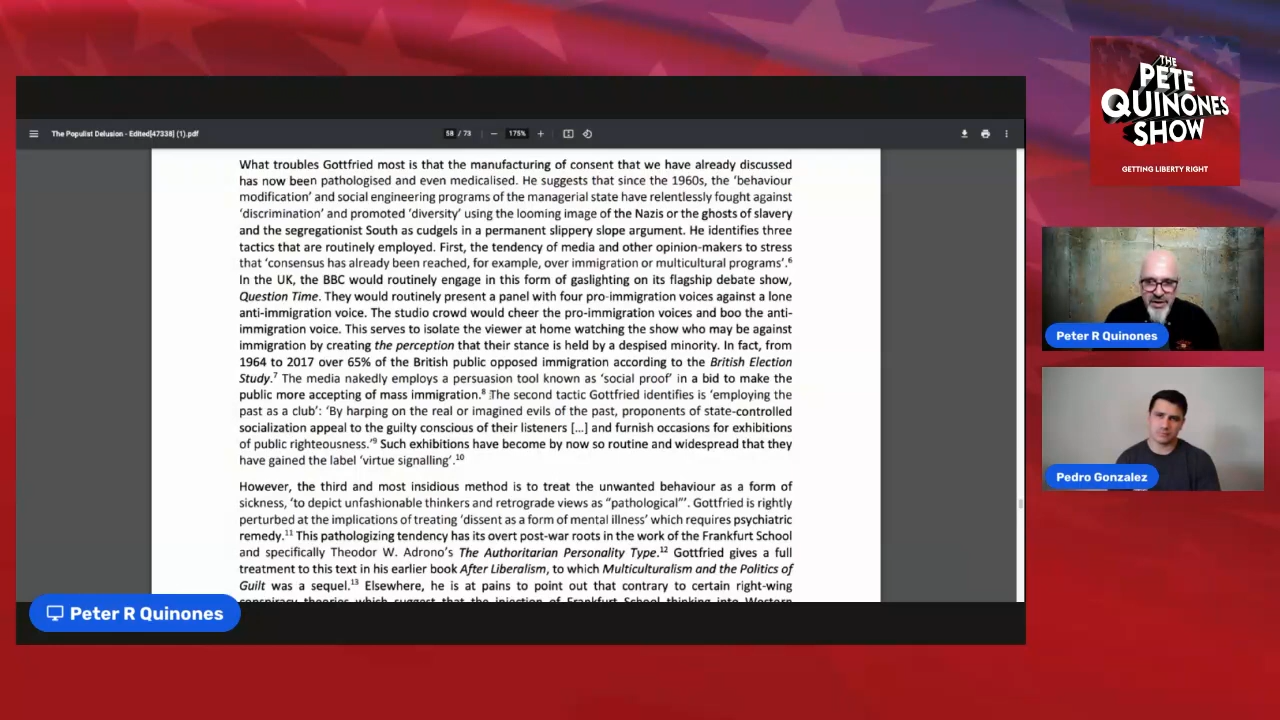 The Populist Delusion - Edited[47338] (1).pdf
58 / 73
175%
What troubles Gottfried most is that the manufacturing of consent that we have already discussed
has now been pathologised and even medicalised. He suggests that since the 1960s, the ‘behaviour
modification’ and social engineering programs of the managerial state have relentlessly fought against
‘discrimination’ and promoted ‘diversity’ using the looming image of the Nazis or the ghosts of slavery
and the segregationist South as cudgels in a permanent slippery slope argument. He identifies three
tactics that are routinely employed. First, the tendency of media and other opinion-makers to stress
that ‘consensus has already been reached, for example, over immigration or multicultural programs’.6
In the UK, the BBC would routinely engage in this form of gaslighting on its flagship debate show,
Question Time. They would routinely present a panel with four pro-immigration voices against a lone
anti-immigration voice. The studio crowd would cheer the pro-immigration voices and boo the anti-
immigration voice. This serves to isolate the viewer at home watching the show who may be against
immigration by creating the perception that their stance is held by a despised minority. In fact, from
1964 to 2017 over 65% of the British public opposed immigration according to the British Election
Study.7 The media nakedly employs a persuasion tool known as ‘social proof’ in a bid to make the
public more accepting of mass immigration.8 The second tactic Gottfried identifies is ‘employing the
past as a club’: ‘By harping on the real or imagined evils of the past, proponents of state-controlled
socialization appeal to the guilty conscious of their listeners [...] and furnish occasions for exhibitions
of public righteousness.’9 Such exhibitions have become by now so routine and widespread that they
have gained the label ‘virtue signalling’.10
However, the third and most insidious method is to treat the unwanted behaviour as a form of
sickness, ‘to depict unfashionable thinkers and retrograde views as “pathological”’. Gottfried is rightly
perturbed at the implications of treating ‘dissent as a form of mental illness’ which requires psychiatric
remedy.11 This pathologizing tendency has its overt post-war roots in the work of the Frankfurt School
and specifically Theodor W. Adrono’s The Authoritarian Personality Type.12 Gottfried gives a full
treatment to this text in his earlier book After Liberalism, to which Multiculturalism and the Politics of
Guilt was a sequel.13 Elsewhere, he is at pains to point out that contrary to certain right-wing
conspiracy theories which suggest that the injection of Frankfurt School thinking into Western
Peter R Quinones
THE
PETE
QUINONES
SHOW
GETTING LIBERTY RIGHT
Peter R Quinones
Pedro Gonzalez